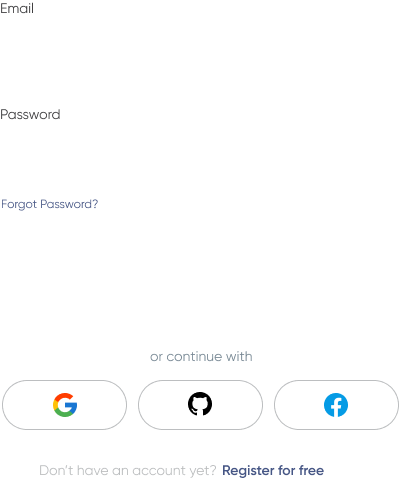 Email
Password
Forgot Password?
or continue with
Don't have an account yet? Register for free